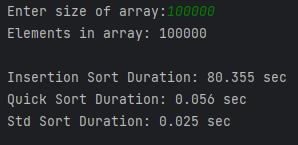 Enter size of array:100000
Elements in array: 100000
Insertion Sort Duration: 80.355 sec
Quick Sort Duration: 0.056 sec
Std Sort Duration: 0.025 sec